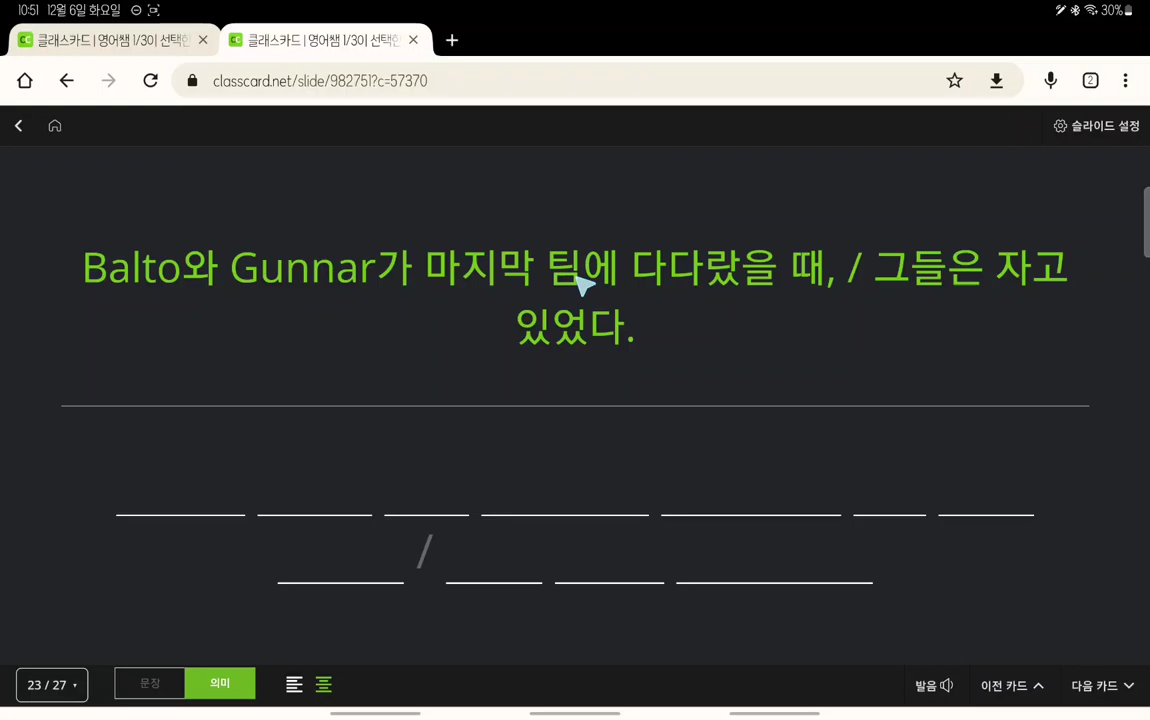 10:51 12월 6일 화요일 30%
클래스카드 | 영어쌤 1/30| 선택한 클래스카드 | 영어쌤 1/30| 선택한
classcard.net/slide/982751?c=57370 2
슬라이드 설정
Balto와 Gunnar가 마지막 팀에 다다랐을 때, / 그들은 자고
있었다.
/
23 / 27 문장 의미 발음 이전 카드 다음 카드